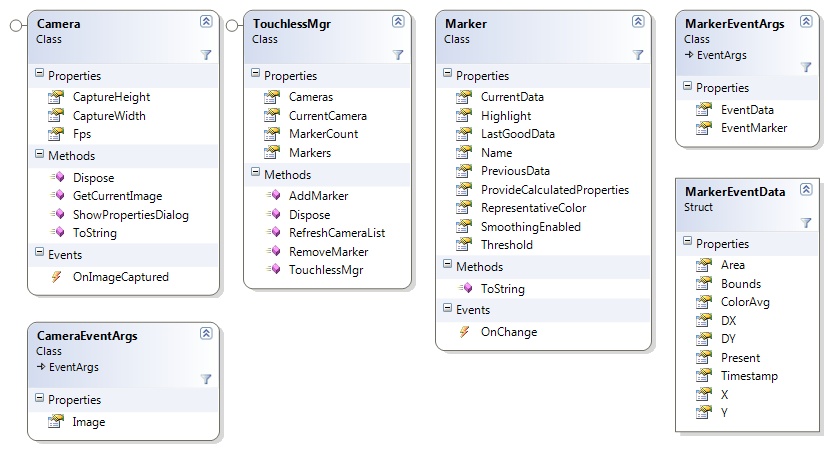 Camera
Class
Properties
CaptureHeight
CaptureWidth
Fps
Methods
Dispose
GetCurrentImage
ShowPropertiesDialog
ToString
Events
OnImageCaptured
TouchlessMgr
Class
Properties
Cameras
CurrentCamera
MarkerCount
Markers
Methods
AddMarker
Dispose
RefreshCameraList
RemoveMarker
TouchlessMgr
Marker
Class
Properties
CurrentData
Highlight
LastGoodData
Name
PreviousData
ProvideCalculatedProperties
RepresentativeColor
SmoothingEnabled
Threshold
Methods
ToString
Events
OnChange
MarkerEventArgs
Class
EventArgs
Properties
EventData
EventMarker
MarkerEventData
Struct
Properties
Area
Bounds
ColorAvg
DX
DY
Present
Timestamp
X
Y
CameraEventArgs
Class
EventArgs
Properties
Image